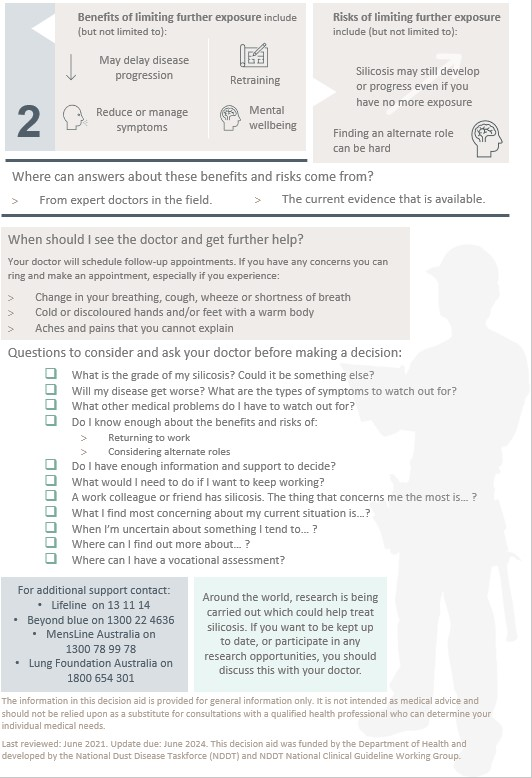 Benefits of limiting further exposure include
(but not limited to):
May delay disease
progression
Retraining
Reduce or manage
symptoms
Mental
wellbeing
2
Risks of limiting further exposure
include (but not limited to):
Silicosis may still develop
or progress even if you
have no more exposure
Finding an alternate role
can be hard
Where can answers about these benefits and risks come from?
> From expert doctors in the field.
> The current evidence that is available.
When should I see the doctor and get further help?
Your doctor will schedule follow-up appointments. If you have any concerns you can
ring and make an appointment, especially if you experience:
> Change in your breathing, cough, wheeze or shortness of breath
> Cold or discoloured hands and/or feet with a warm body
> Aches and pains that you cannot explain
Questions to consider and ask your doctor before making a decision:
❑ What is the grade of my silicosis? Could it be something else?
❑ Will my disease get worse? What are the types of symptoms to watch out for?
❑ What other medical problems do I have to watch out for?
❑ Do I know enough about the benefits and risks of:
> Returning to work
> Considering alternate roles
❑ Do I have enough information and support to decide?
❑ What would I need to do if I want to keep working?
❑ A work colleague or friend has silicosis. The thing that concerns me the most is... ?
❑ What I find most concerning about my current situation is...?
❑ When I'm uncertain about something I tend to... ?
❑ Where can I find out more about... ?
❑ Where can I have a vocational assessment?
For additional support contact:
• Lifeline on 13 11 14
• Beyond blue on 1300 22 4636
• MensLine Australia on
1300 78 99 78
• Lung Foundation Australia on
1800 654 301
Around the world, research is being
carried out which could help treat
silicosis. If you want to be kept up
to date, or participate in any
research opportunities, you should
discuss this with your doctor.
The information in this decision aid is provided for general information only. It is not intended as medical advice and
should not be relied upon as a substitute for consultations with a qualified health professional who can determine your
individual medical needs.
Last reviewed: June 2021. Update due: June 2024. This decision aid was funded by the Department of Health and
developed by the National Dust Disease Taskforce (NDDT) and NDDT National Clinical Guideline Working Group.